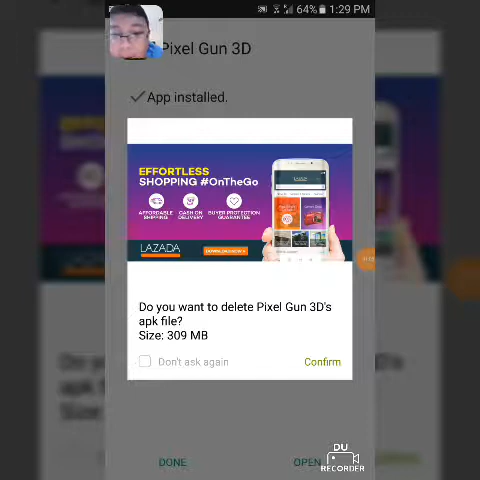 64% 1:29 PM
Pixel Gun 3D
App installed.
EFFORTLESS
SHOPPING #OnTheGo
AFFORDABLE
SHIPPING
CASH ON
DELIVERY
BUYER PROTECTION
GUARANTEE
LAZADA
Do you want to delete Pixel Gun 3D's
apk file?
Size: 309 MB
Don't ask again
Confirm
DONE
OPEN
DU
RECORDER